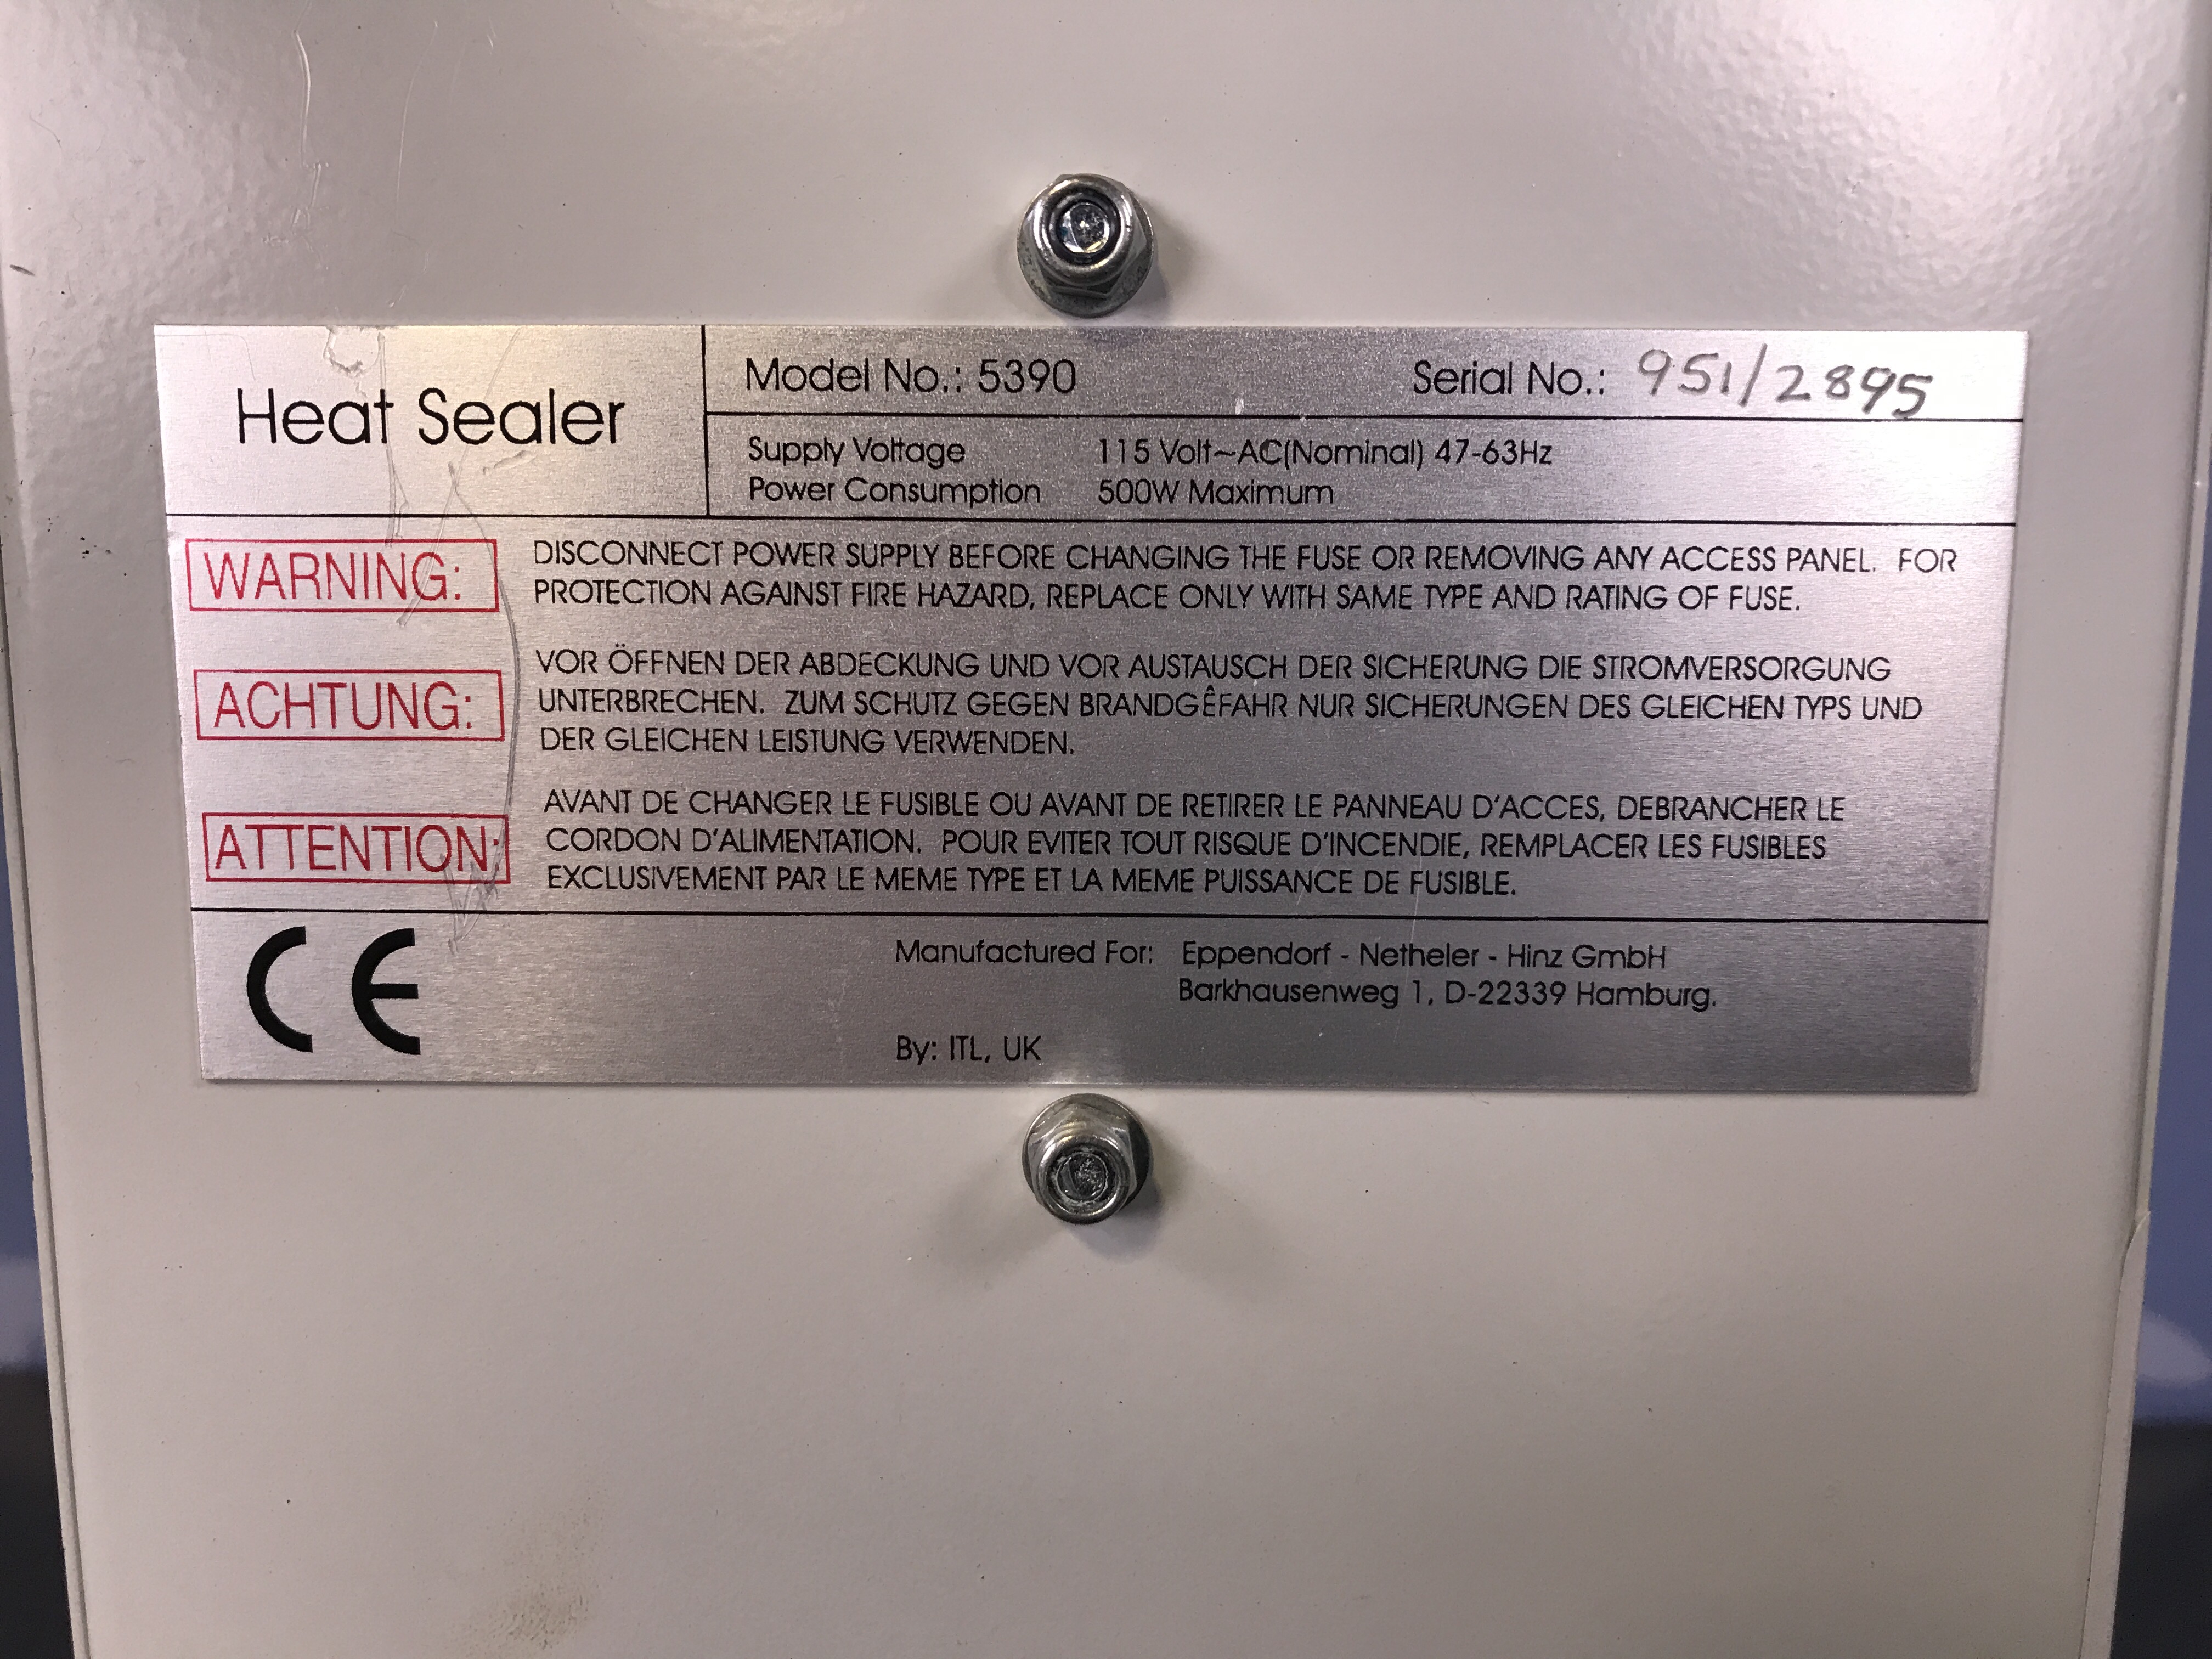 Heat Sealer
Model No.: 5390 Serial No.: 951/2895
Supply Voltage 115 Volt~AC(Nominal) 47-63Hz
Power Consumption 500W Maximum
WARNING: DISCONNECT POWER SUPPLY BEFORE CHANGING THE FUSE OR REMOVING ANY ACCESS PANEL. FOR
PROTECTION AGAINST FIRE HAZARD, REPLACE ONLY WITH SAME TYPE AND RATING OF FUSE.
ACHTUNG: VOR ÖFFNEN DER ABDECKUNG UND VOR AUSTAUSCH DER SICHERUNG DIE STROMVERSORGUNG
UNTERBRECHEN. ZUM SCHUTZ GEGEN BRANDGÊFAHR NUR SICHERUNGEN DES GLEICHEN TYPS UND
DER GLEICHEN LEISTUNG VERWENDEN.
ATTENTION: AVANT DE CHANGER LE FUSIBLE OU AVANT DE RETIRER LE PANNEAU D'ACCES, DEBRANCHER LE
CORDON D'ALIMENTATION. POUR EVITER TOUT RISQUE D'INCENDIE, REMPLACER LES FUSIBLES
EXCLUSIVEMENT PAR LE MEME TYPE ET LA MEME PUISSANCE DE FUSIBLE.
CE
Manufactured For: Eppendorf - Netheler - Hinz GmbH
Barkhausenweg 1, D-22339 Hamburg.
By: ITL, UK